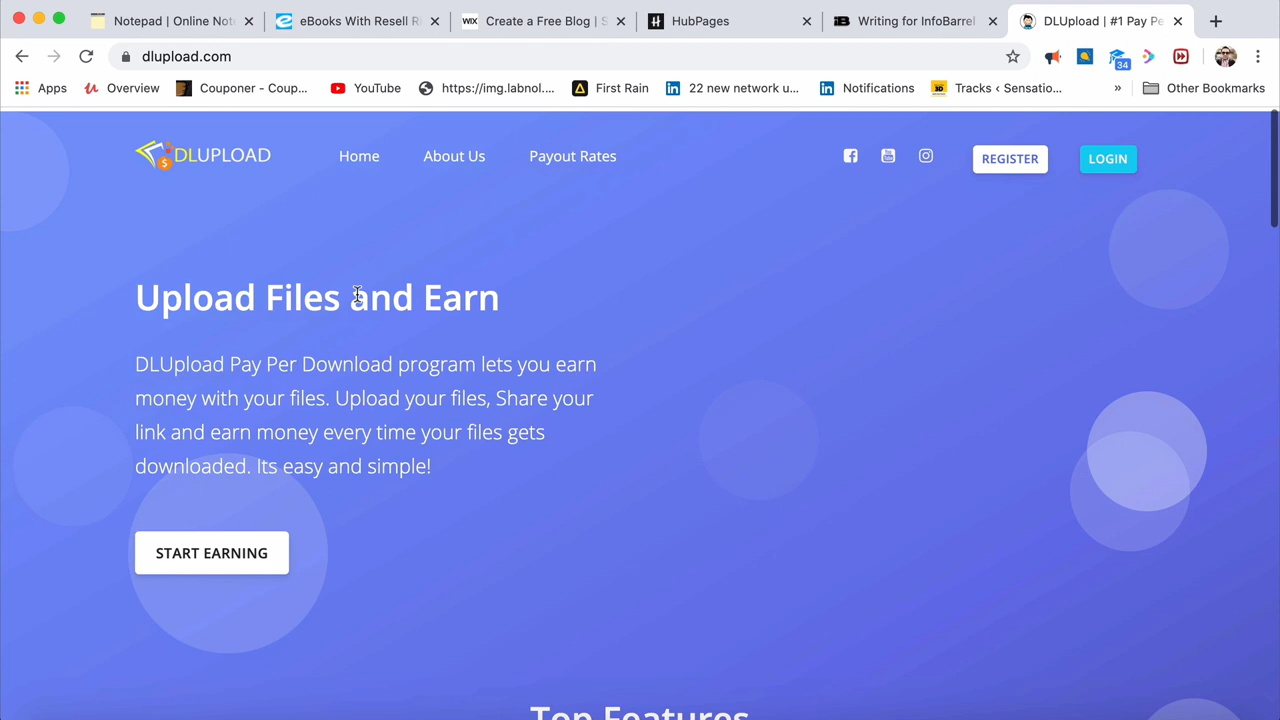 Notepad | Online Note
eBooks With Resell Ri
WIX
Create a Free Blog | S
HubPages
Writing for InfoBarrel
DLUpload | #1 Pay Pe
dlupload.com
34
Apps
Overview
Couponer - Coup...
YouTube
https://img.labnol....
First Rain
22 new network u...
Notifications
Tracks ‹ Sensatio...
»
Other Bookmarks
DLUPLOAD
Home
About Us
Payout Rates
REGISTER
LOGIN
Upload Files and Earn
DLUpload Pay Per Download program lets you earn
money with your files. Upload your files, Share your
link and earn money every time your files gets
downloaded. Its easy and simple!
START EARNING
Top Features